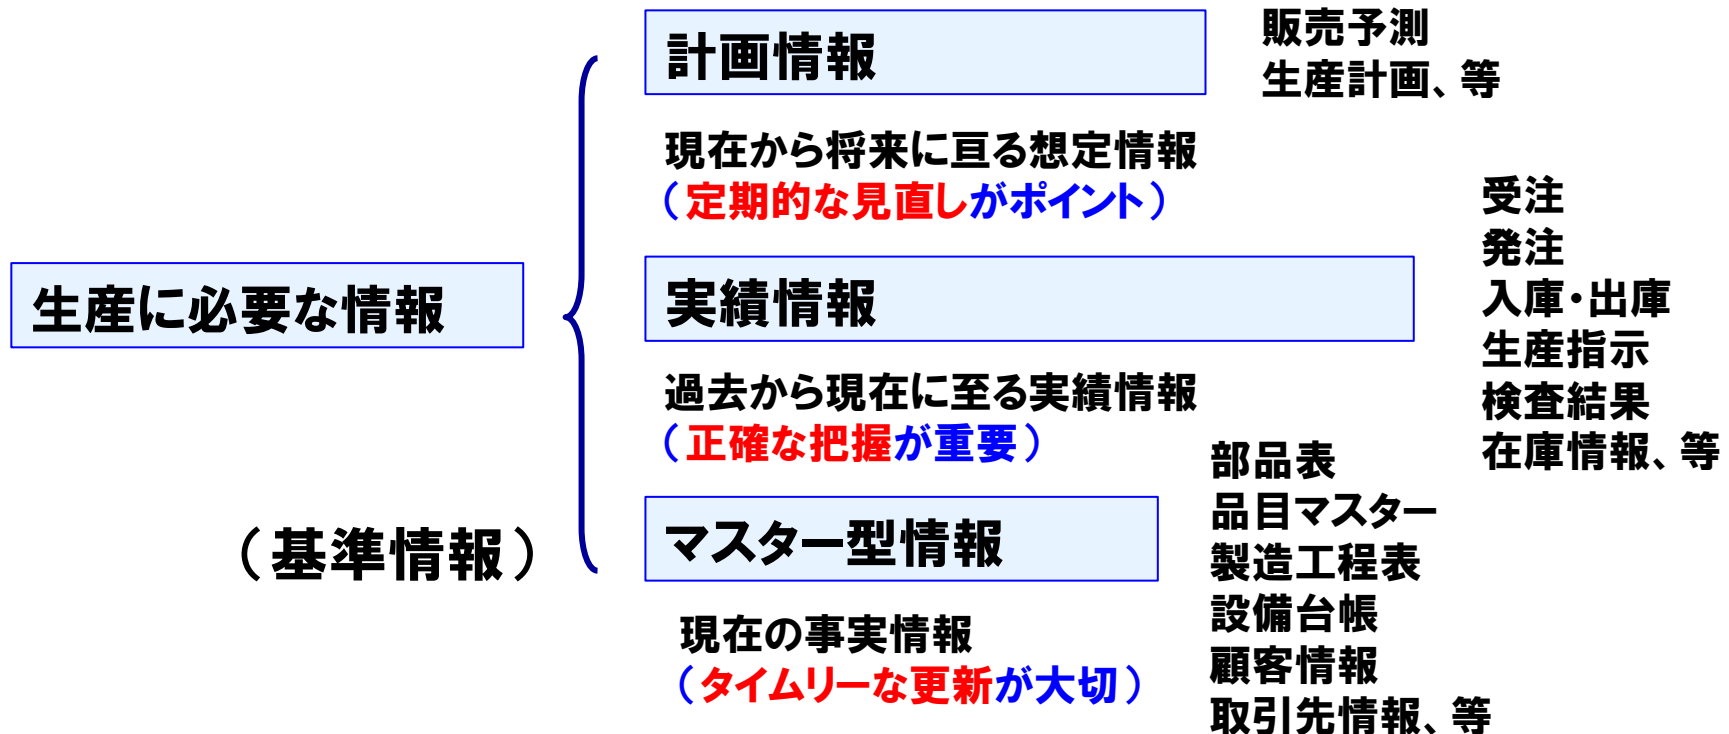 計画情報
販売予測
生産計画、等
現在から将来に亘る想定情報
（定期的な見直しがポイント）
生産に必要な情報
実績情報
受注
発注
入庫・出庫
生産指示
検査結果
在庫情報、等
過去から現在に至る実績情報
（正確な把握が重要）
（基準情報）
マスター型情報
部品表
品目マスター
製造工程表
設備台帳
顧客情報
取引先情報、等
現在の事実情報
（タイムリーな更新が大切）